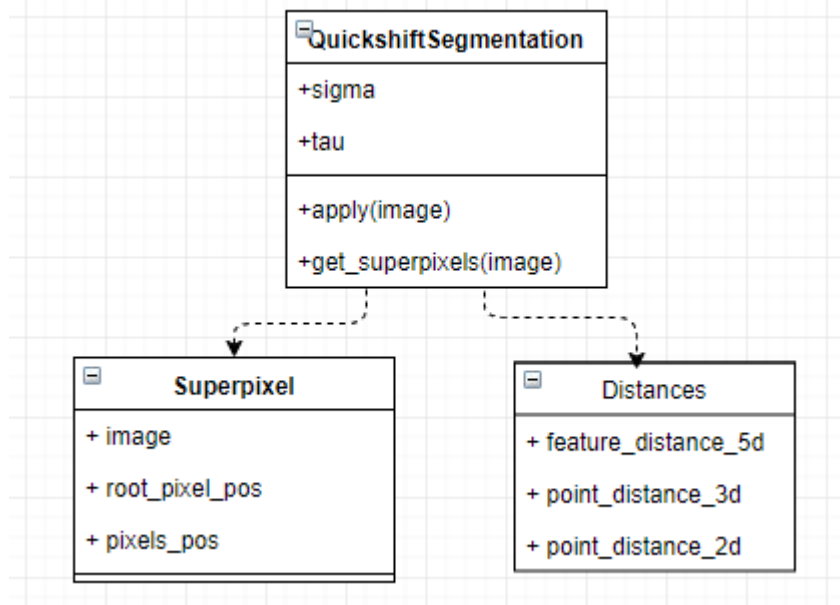 QuickshiftSegmentation
+sigma
+tau
+apply(image)
+get_superpixels(image)
Superpixel
+ image
+ root_pixel_pos
+ pixels_pos
Distances
+ feature_distance_5d
+ point_distance_3d
+ point_distance_2d